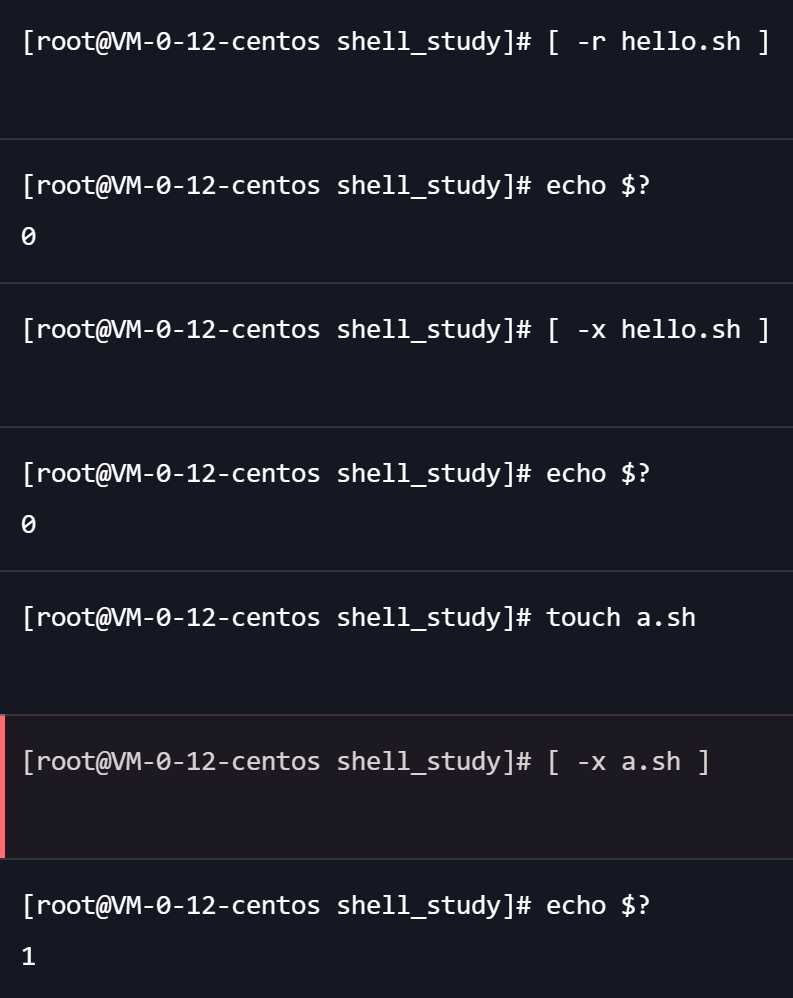 [root@VM-0-12-centos shell_study]# [ -r hello.sh ]
[root@VM-0-12-centos shell_study]# echo $?
0
[root@VM-0-12-centos shell_study]# [ -x hello.sh ]
[root@VM-0-12-centos shell_study]# echo $?
0
[root@VM-0-12-centos shell_study]# touch a.sh
[root@VM-0-12-centos shell_study]# [ -x a.sh ]
[root@VM-0-12-centos shell_study]# echo $?
1